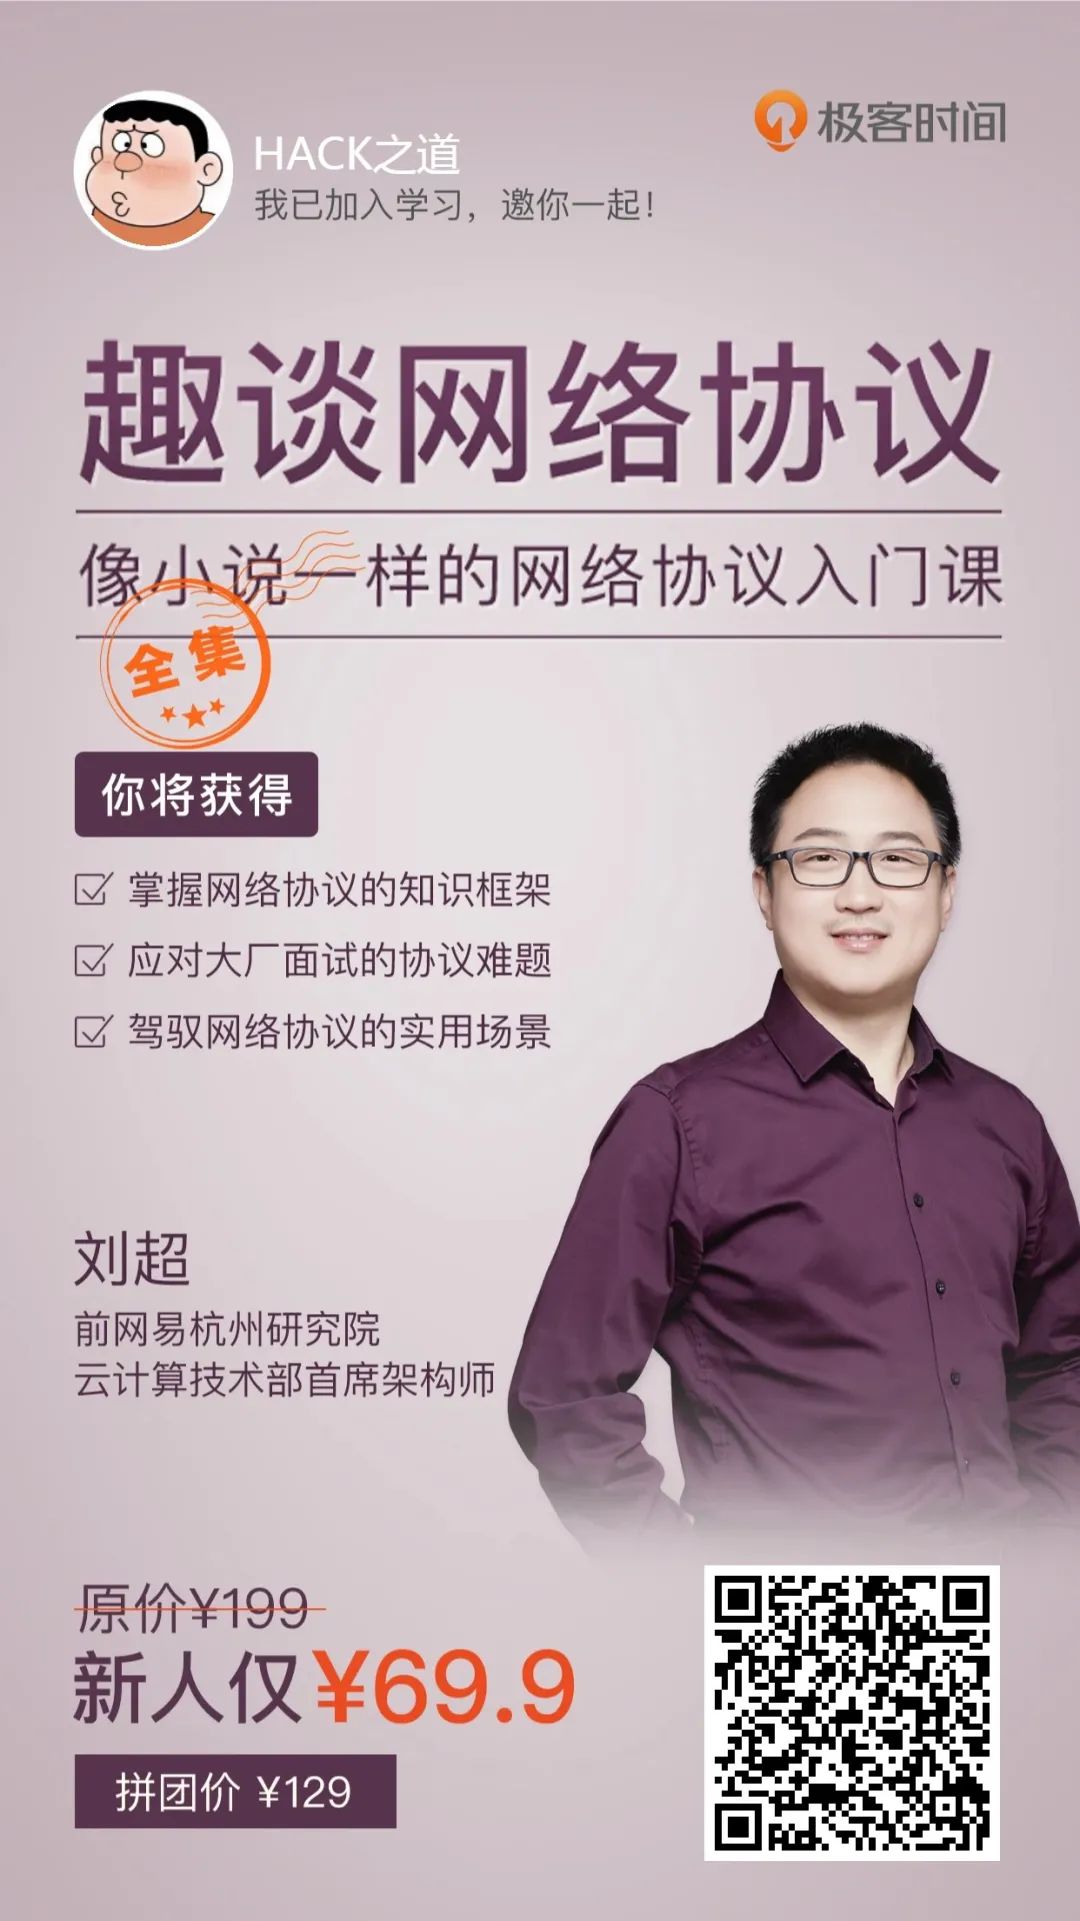 HACK之道
极客时间
我已加入学习，邀你一起！
趣谈网络协议
像小说一样的网络协议入门课
全集
你将获得
掌握网络协议的知识框架
应对大厂面试的协议难题
驾驭网络协议的实用场景
刘超
前网易杭州研究院
云计算技术部首席架构师
原价¥199
新人仅¥69.9
拼团价 ¥129